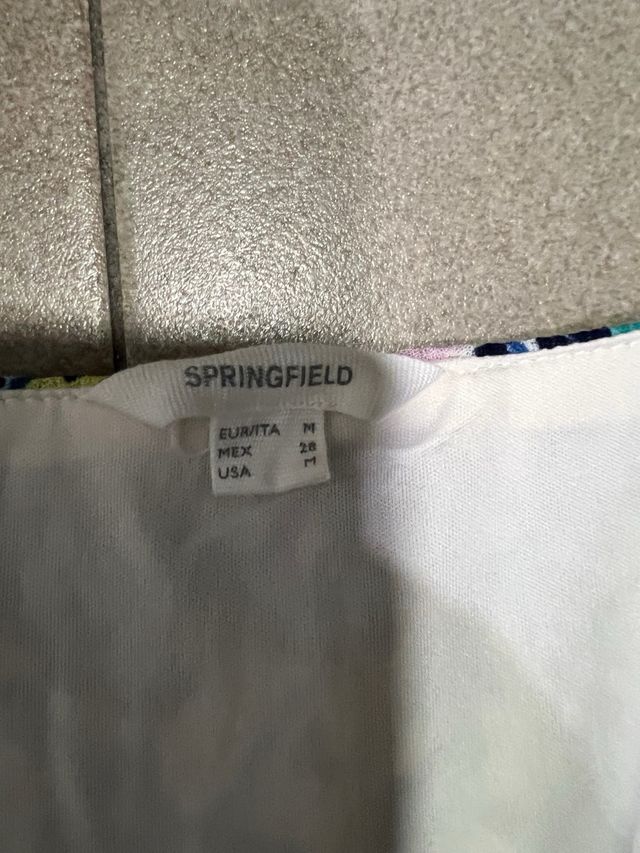 SPRINGFIELD
EUR/ITA M
MEX 28
USA M